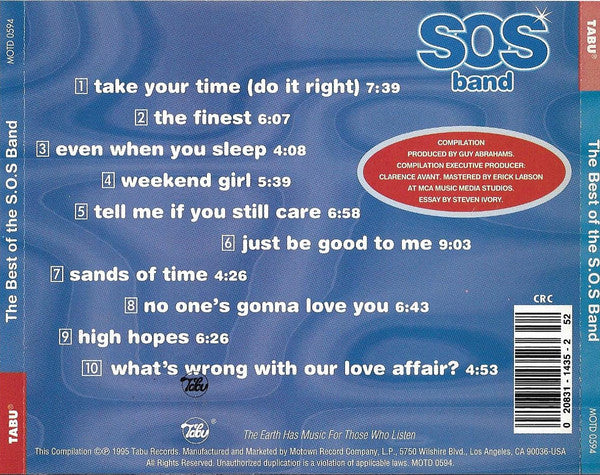 TABU®
MOTD 0594
The Best of the S.O.S Band
SOS
band
1 take your time (do it right) 7:39
2 the finest 6:07
3 even when you sleep 4:08
4 weekend girl 5:39
5 tell me if you still care 6:58
6 just be good to me 9:03
7 sands of time 4:26
8 no one's gonna love you 6:43
9 high hopes 6:26
10 what's wrong with our love affair? 4:53
COMPILATION
PRODUCED BY GUY ABRAHAMS.
COMPILATION EXECUTIVE PRODUCER:
CLARENCE AVANT. MASTERED BY ERICK LABSON
AT MCA MUSIC MEDIA STUDIOS.
ESSAY BY STEVEN IVORY.
CRC
0 20831-1435-2 52
Tabu
Tabu
The Earth Has Music For Those Who Listen
This Compilation ©℗ 1995 Tabu Records. Manufactured and Marketed by Motown Record Company, L.P., 5750 Wilshire Blvd., Los Angeles, CA 90036-USA
All Rights Reserved. Unauthorized duplication is a violation of applicable laws. MOTD 0594.
TABU®
The Best of the S.O.S Band
MOTD 0594